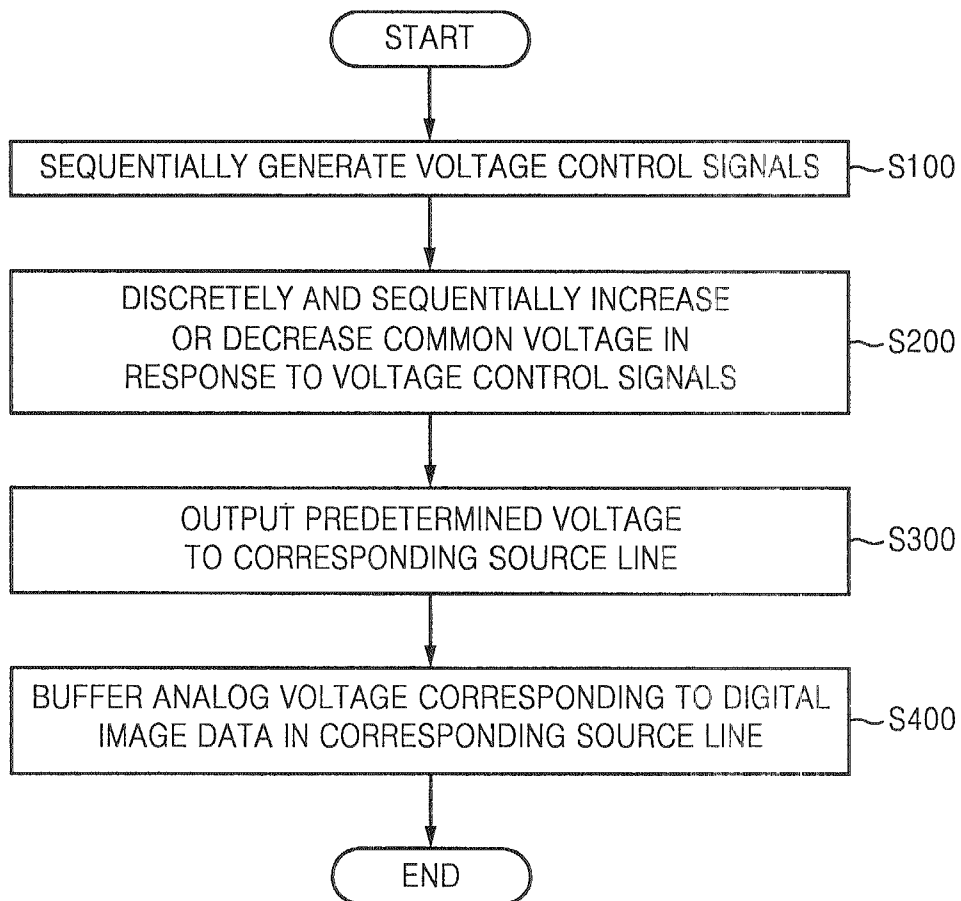 START
SEQUENTIALLY GENERATE VOLTAGE CONTROL SIGNALS
S100
DISCRETELY AND SEQUENTIALLY INCREASE
OR DECREASE COMMON VOLTAGE IN
RESPONSE TO VOLTAGE CONTROL SIGNALS
S200
OUTPUT PREDETERMINED VOLTAGE
TO CORRESPONDING SOURCE LINE
S300
BUFFER ANALOG VOLTAGE CORRESPONDING TO DIGITAL
IMAGE DATA IN CORRESPONDING SOURCE LINE
S400
END